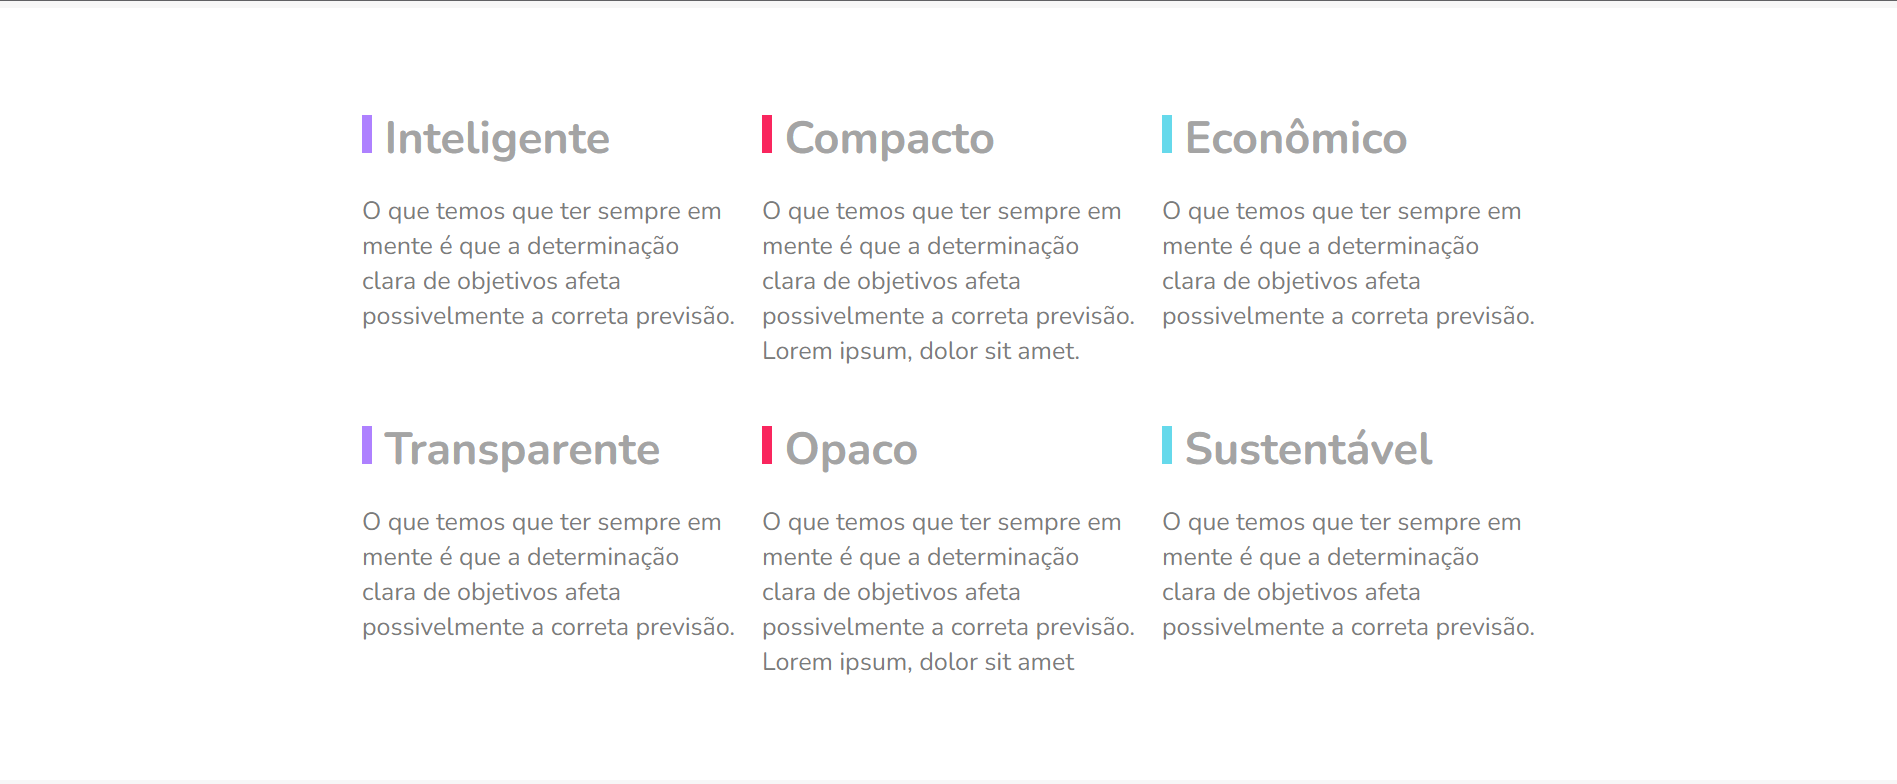 Inteligente
O que temos que ter sempre em
mente é que a determinação
clara de objetivos afeta
possivelmente a correta previsão.
Compacto
O que temos que ter sempre em
mente é que a determinação
clara de objetivos afeta
possivelmente a correta previsão.
Lorem ipsum, dolor sit amet.
Econômico
O que temos que ter sempre em
mente é que a determinação
clara de objetivos afeta
possivelmente a correta previsão.
Transparente
O que temos que ter sempre em
mente é que a determinação
clara de objetivos afeta
possivelmente a correta previsão.
Opaco
O que temos que ter sempre em
mente é que a determinação
clara de objetivos afeta
possivelmente a correta previsão.
Lorem ipsum, dolor sit amet
Sustentável
O que temos que ter sempre em
mente é que a determinação
clara de objetivos afeta
possivelmente a correta previsão.